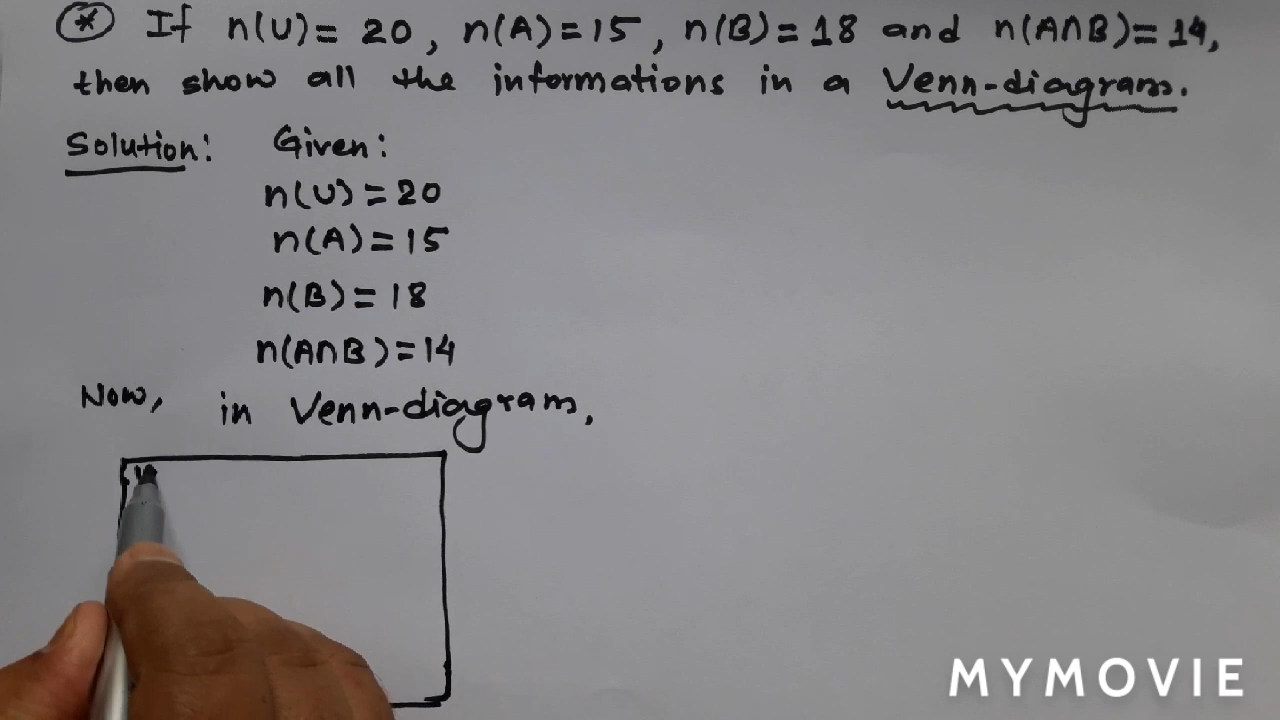 * If n(U) = 20, n(A) = 15, n(B) = 18 and n(A∩B) = 14,
then show all the informations in a Venn-diagram.
Solution: Given:
n(U) = 20
n(A) = 15
n(B) = 18
n(A∩B) = 14
Now, in Venn-diagram,
MYMOVIE